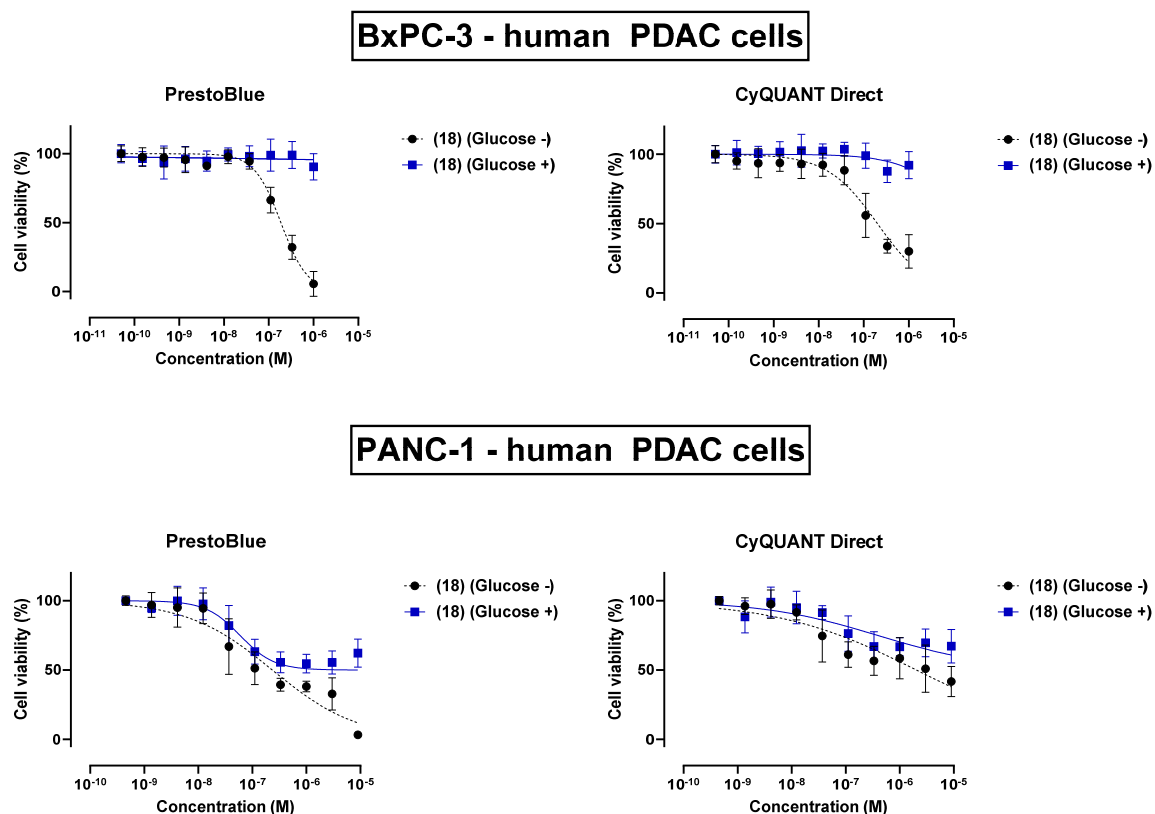 BxPC-3 - human PDAC cells
PrestoBlue
Cell viability (%)
100
50
0
10⁻¹¹ 10⁻¹⁰ 10⁻⁹ 10⁻⁸ 10⁻⁷ 10⁻⁶ 10⁻⁵
Concentration (M)
(18) (Glucose -)
(18) (Glucose +)
CyQUANT Direct
Cell viability (%)
100
50
0
10⁻¹¹ 10⁻¹⁰ 10⁻⁹ 10⁻⁸ 10⁻⁷ 10⁻⁶ 10⁻⁵
Concentration (M)
(18) (Glucose -)
(18) (Glucose +)
PANC-1 - human PDAC cells
PrestoBlue
Cell viability (%)
100
50
0
10⁻¹⁰ 10⁻⁹ 10⁻⁸ 10⁻⁷ 10⁻⁶ 10⁻⁵
Concentration (M)
(18) (Glucose -)
(18) (Glucose +)
CyQUANT Direct
Cell viability (%)
100
50
0
10⁻¹⁰ 10⁻⁹ 10⁻⁸ 10⁻⁷ 10⁻⁶ 10⁻⁵
Concentration (M)
(18) (Glucose -)
(18) (Glucose +)